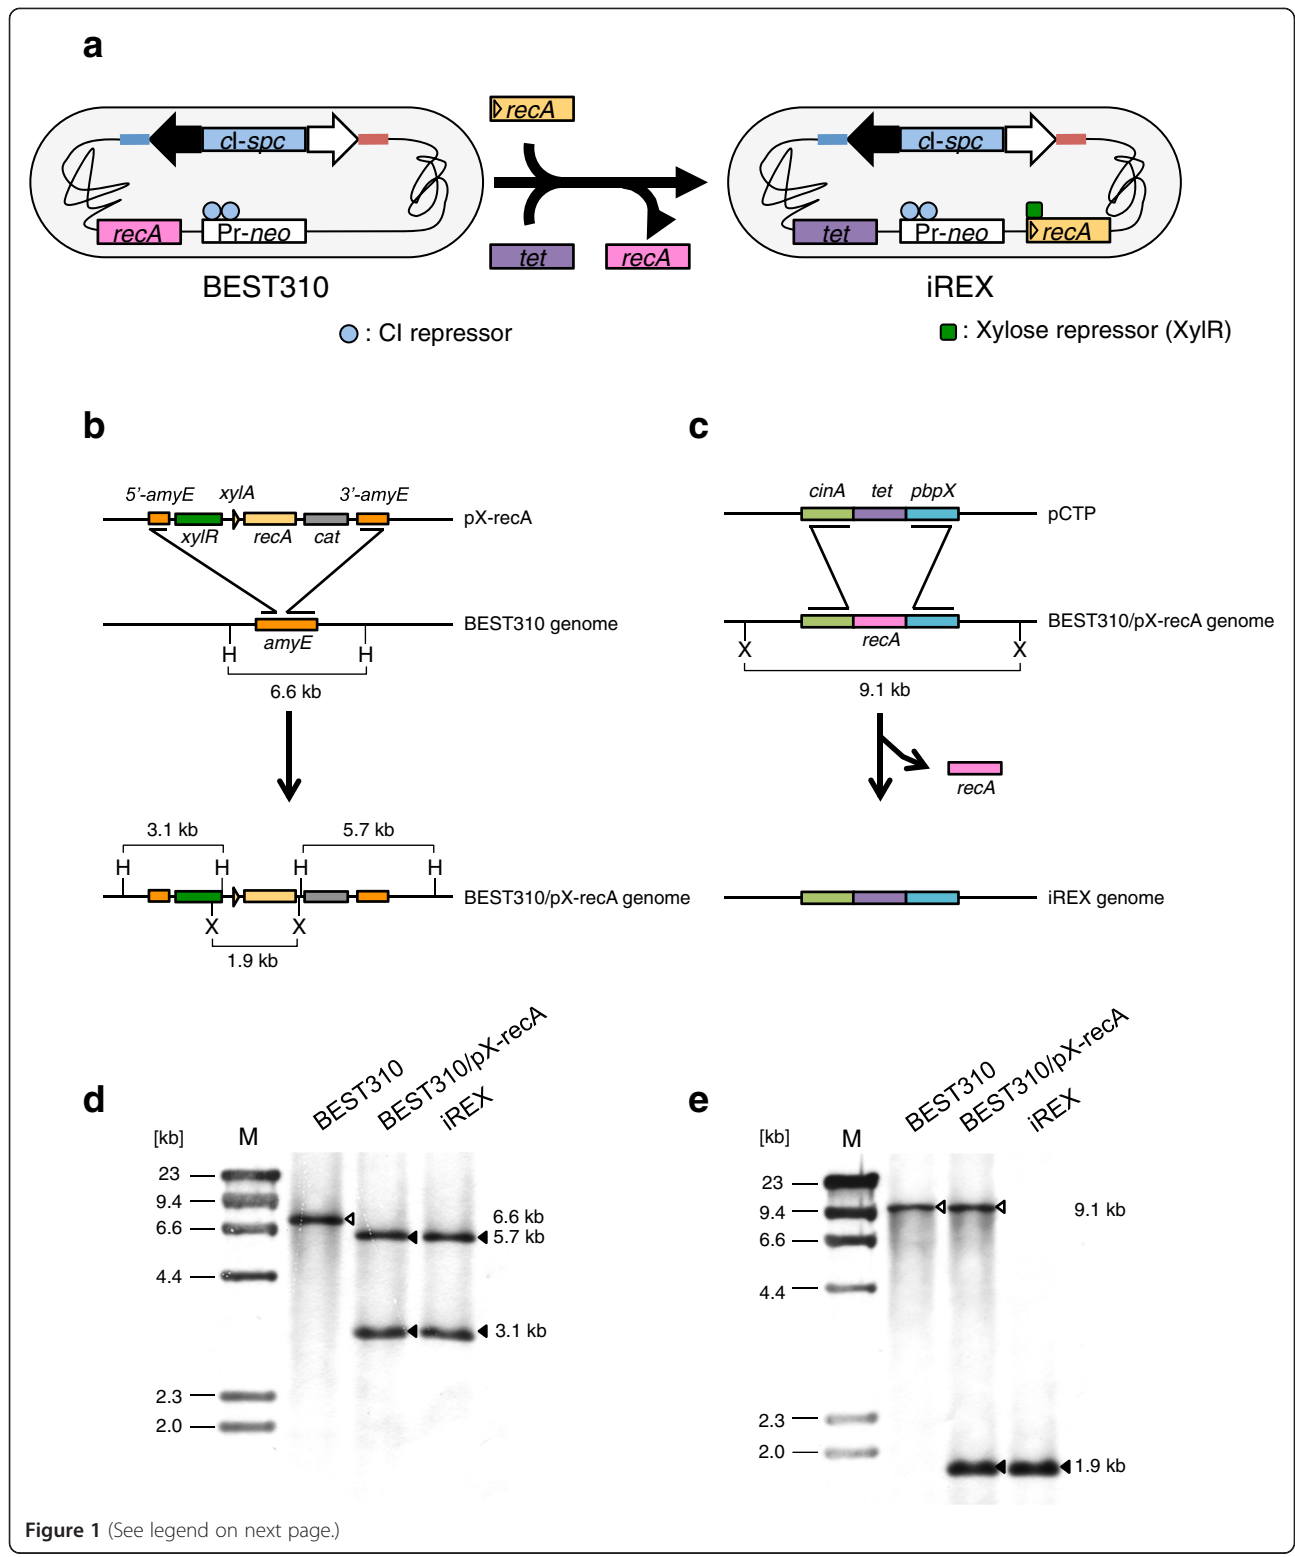 a
recA
cI-spc
cI-spc
recA
Pr-neo
tet
recA
tet
Pr-neo
recA
BEST310
iREX
: CI repressor
: Xylose repressor (XylR)
b
5'-amyE
xylA
3'-amyE
pX-recA
xylR
recA
cat
BEST310 genome
amyE
H
H
6.6 kb
3.1 kb
5.7 kb
H
H
H
H
BEST310/pX-recA genome
X
X
1.9 kb
c
cinA
tet
pbpX
pCTP
BEST310/pX-recA genome
recA
X
X
9.1 kb
recA
iREX genome
d
BEST310
BEST310/pX-recA
iREX
[kb]
M
23
9.4
6.6
4.4
2.3
2.0
6.6 kb
5.7 kb
3.1 kb
e
BEST310
BEST310/pX-recA
iREX
[kb]
M
23
9.4
6.6
4.4
2.3
2.0
9.1 kb
1.9 kb
Figure 1 (See legend on next page.)